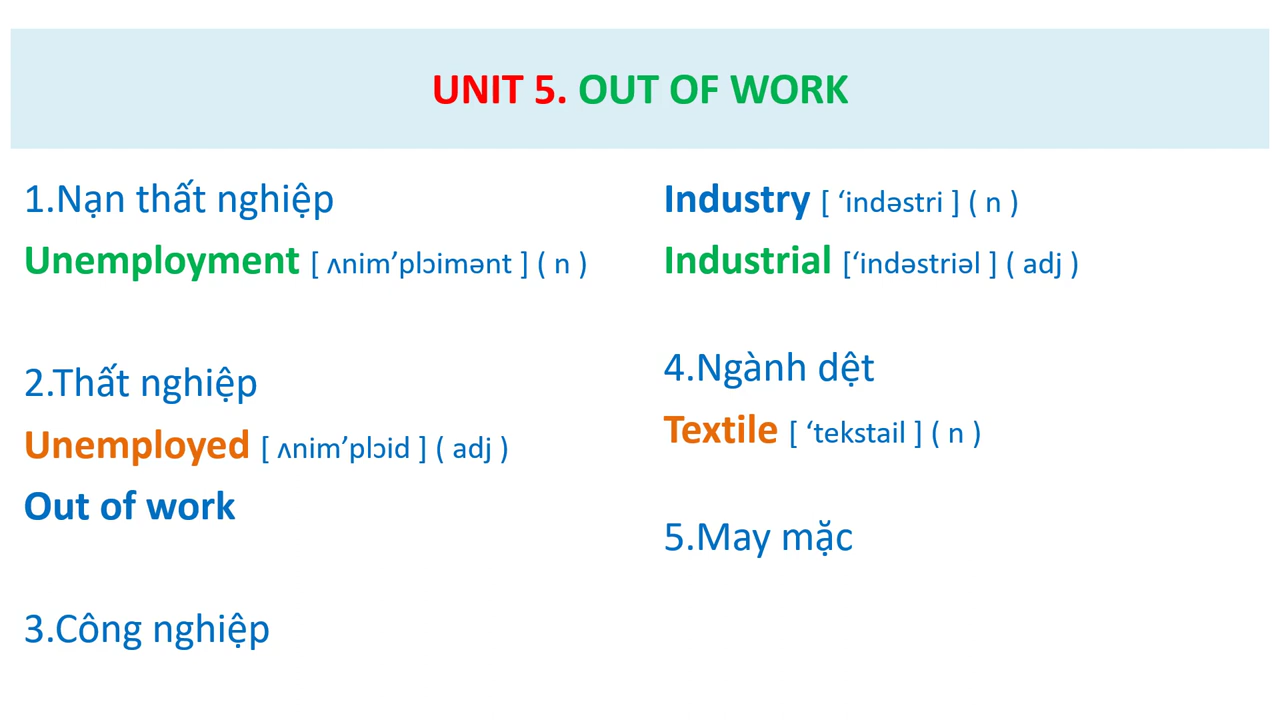 UNIT 5. OUT OF WORK
1.Nạn thất nghiệp
Unemployment [ ʌnim’plɔimənt ] ( n )
2.Thất nghiệp
Unemployed [ ʌnim’plɔid ] ( adj )
Out of work
3.Công nghiệp
Industry [ ‘indəstri ] ( n )
Industrial [‘indəstriəl ] ( adj )
4.Ngành dệt
Textile [ ‘tekstail ] ( n )
5.May mặc